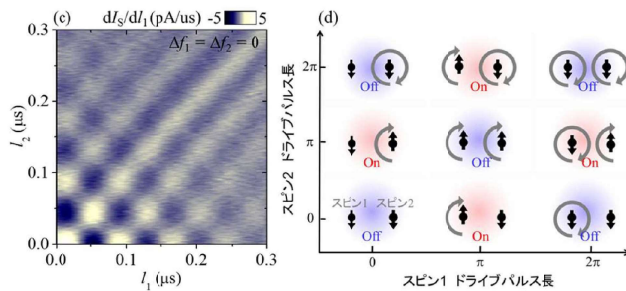 (c) dI_S/dl_1 (pA/us) -5 5
Δf_1 = Δf_2 = 0
0.3
0.2
0.1
0.0
l_2 (μs)
0.0 0.1 0.2 0.3
l_1 (μs)
(d)
スピン2 ドライブパルス長
2π
Off On Off
π
On Off On
スピン1 スピン2
0
Off On Off
0 π 2π
スピン1 ドライブパルス長